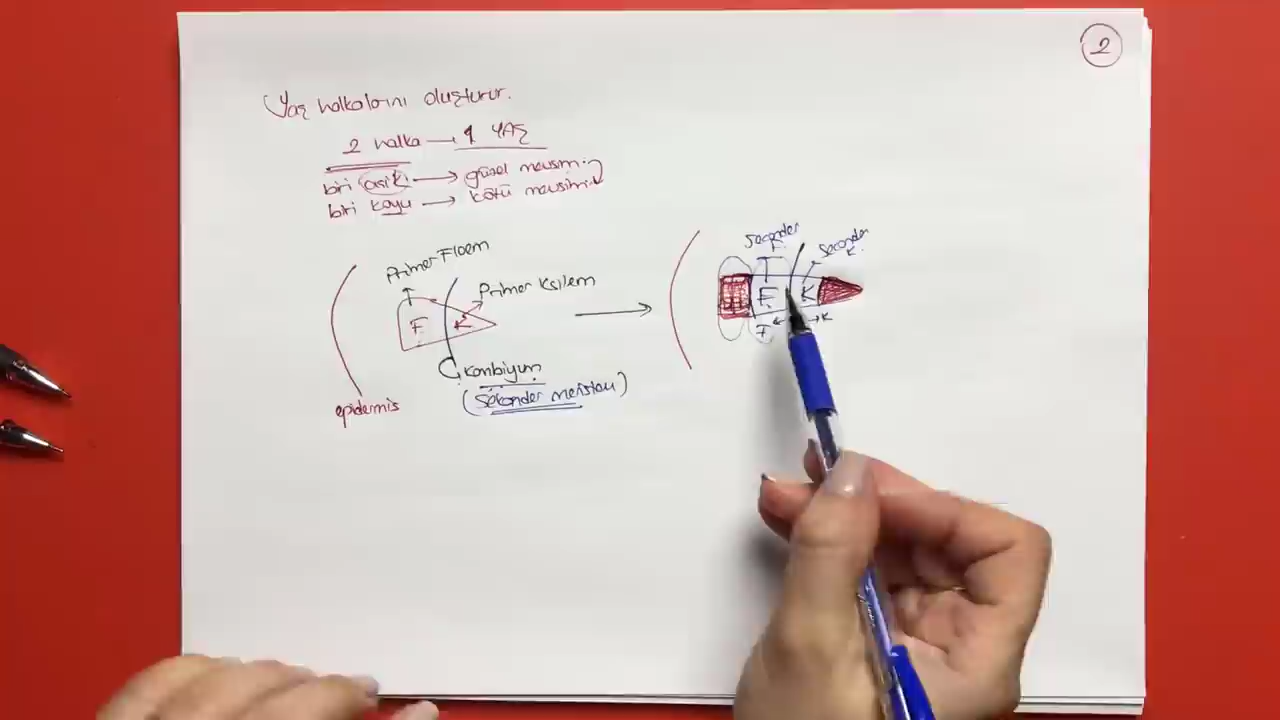 2
Yaş halkalarını oluşturur.
2 halka → 1 YAŞ
biri açık → güzel mevsim
biri koyu → kötü mevsim
Primer Floem
Primer Ksilem
F
K
Kambiyum
(Sekonder meristem)
epidermis
Sekonder
F.
Sekonder
K.
F
K
F ← → K